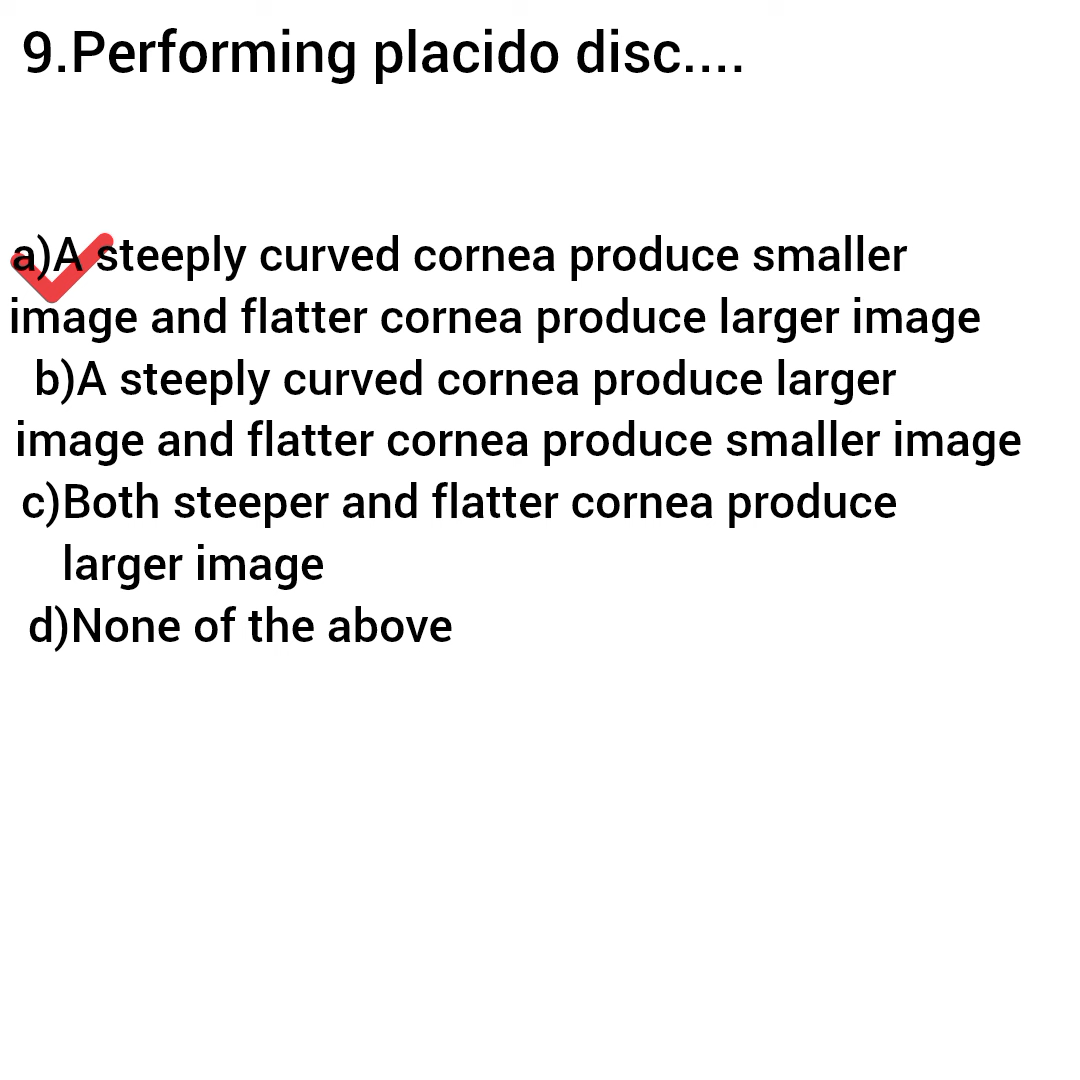 9.Performing placido disc....
a)A steeply curved cornea produce smaller
image and flatter cornea produce larger image
b)A steeply curved cornea produce larger
image and flatter cornea produce smaller image
c)Both steeper and flatter cornea produce
larger image
d)None of the above